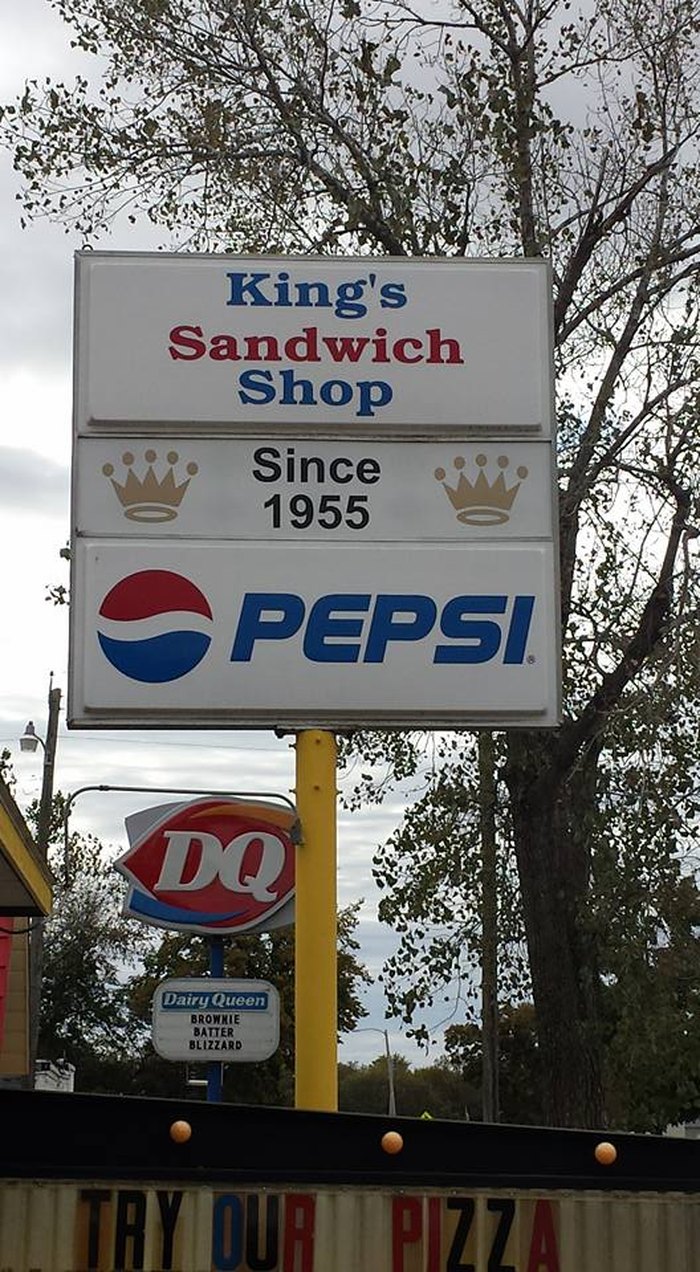 King's
Sandwich
Shop
Since
1955
PEPSI
DQ
Dairy Queen
BROWNIE
BATTER
BLIZZARD
TRY OUR PIZZA